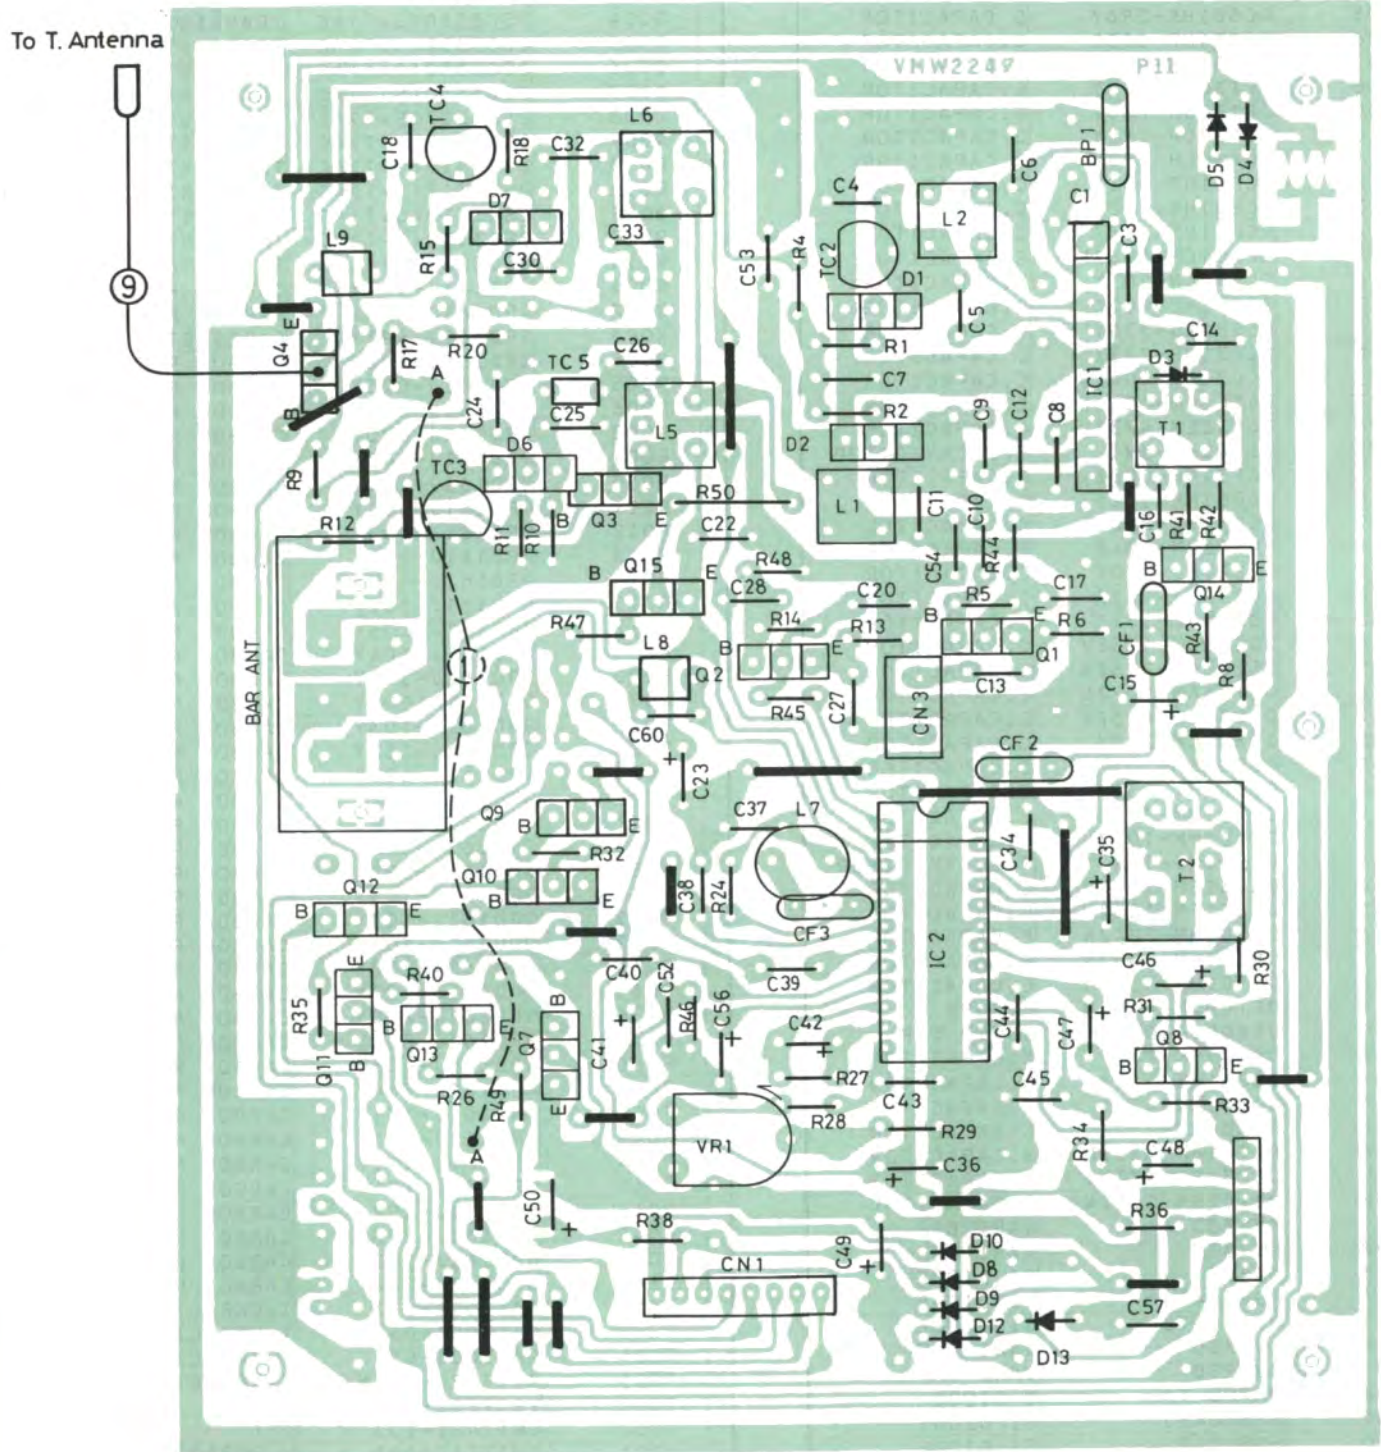 To T. Antenna
VMW2247 P11
TC4
L6
BP1
C18
R18
C32
C6
D5
D4
C4
L2
C1
D7
C33
L9
R15
C30
C53
R4
TC2
D1
C3
9
E
Q4
R17
R20
C26
C5
R1
C14
A
TC5
C7
D3
B
C24
C25
L5
R2
C9
C12
C8
IC1
T1
D6
D2
R9
TC3
R50
L1
C11
C10
C16
R41
R42
R12
R11
R10
B
Q3
E
C22
C54
R44
B
Q15
E
R48
B
E
C28
C20
R5
C17
Q14
R47
L8
R14
R13
B
E
R6
CF1
R43
BAR ANT
B
E
Q1
R8
Q2
C13
C15
+
R45
C27
CN3
C60
+
C23
CF2
Q9
B
E
C37
L7
C34
C35
+
T2
R32
Q10
B
E
Q12
B
E
C38
R24
CF3
IC2
E
R40
C40
C52
C39
C46
+
R30
R35
B
E
B
R46
C56
C42
C44
C47
+
R31
Q11
B
Q13
Q7
C41
+
+
+
Q8
B
E
R26
R49
E
R27
C43
C45
R33
R28
VR1
R29
R34
A
C36
+
C48
+
C50
+
R38
C49
+
R36
CN1
D10
D8
D9
C57
D12
D13